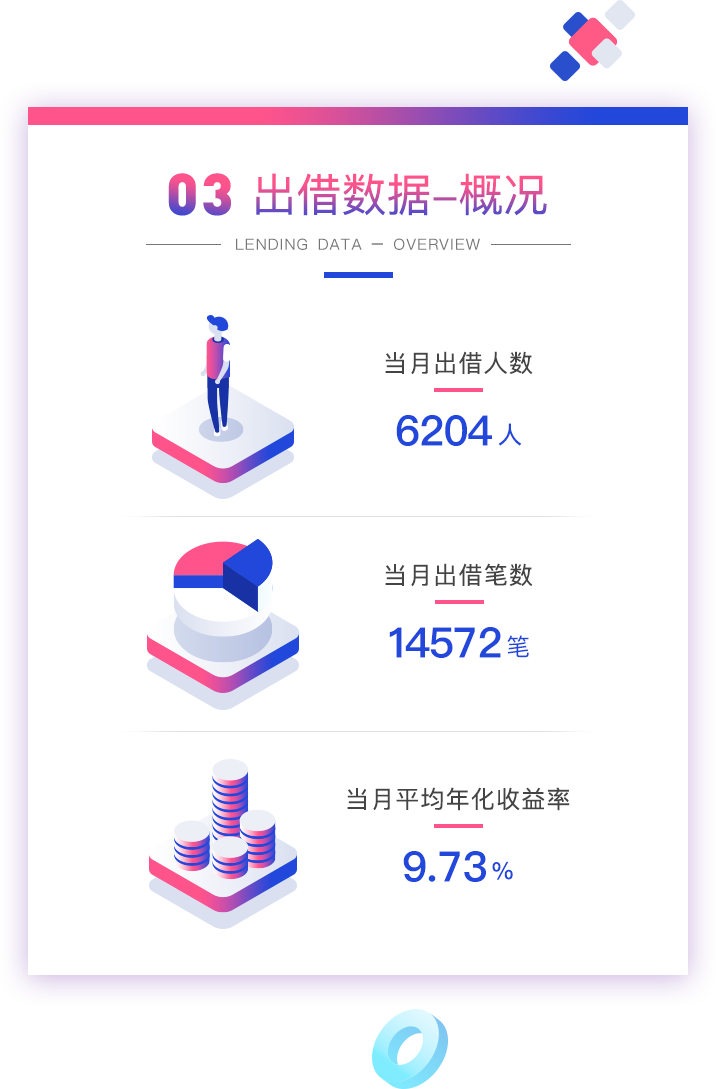 03 出借数据–概况
LENDING DATA — OVERVIEW
当月出借人数
6204人
当月出借笔数
14572笔
当月平均年化收益率
9.73%